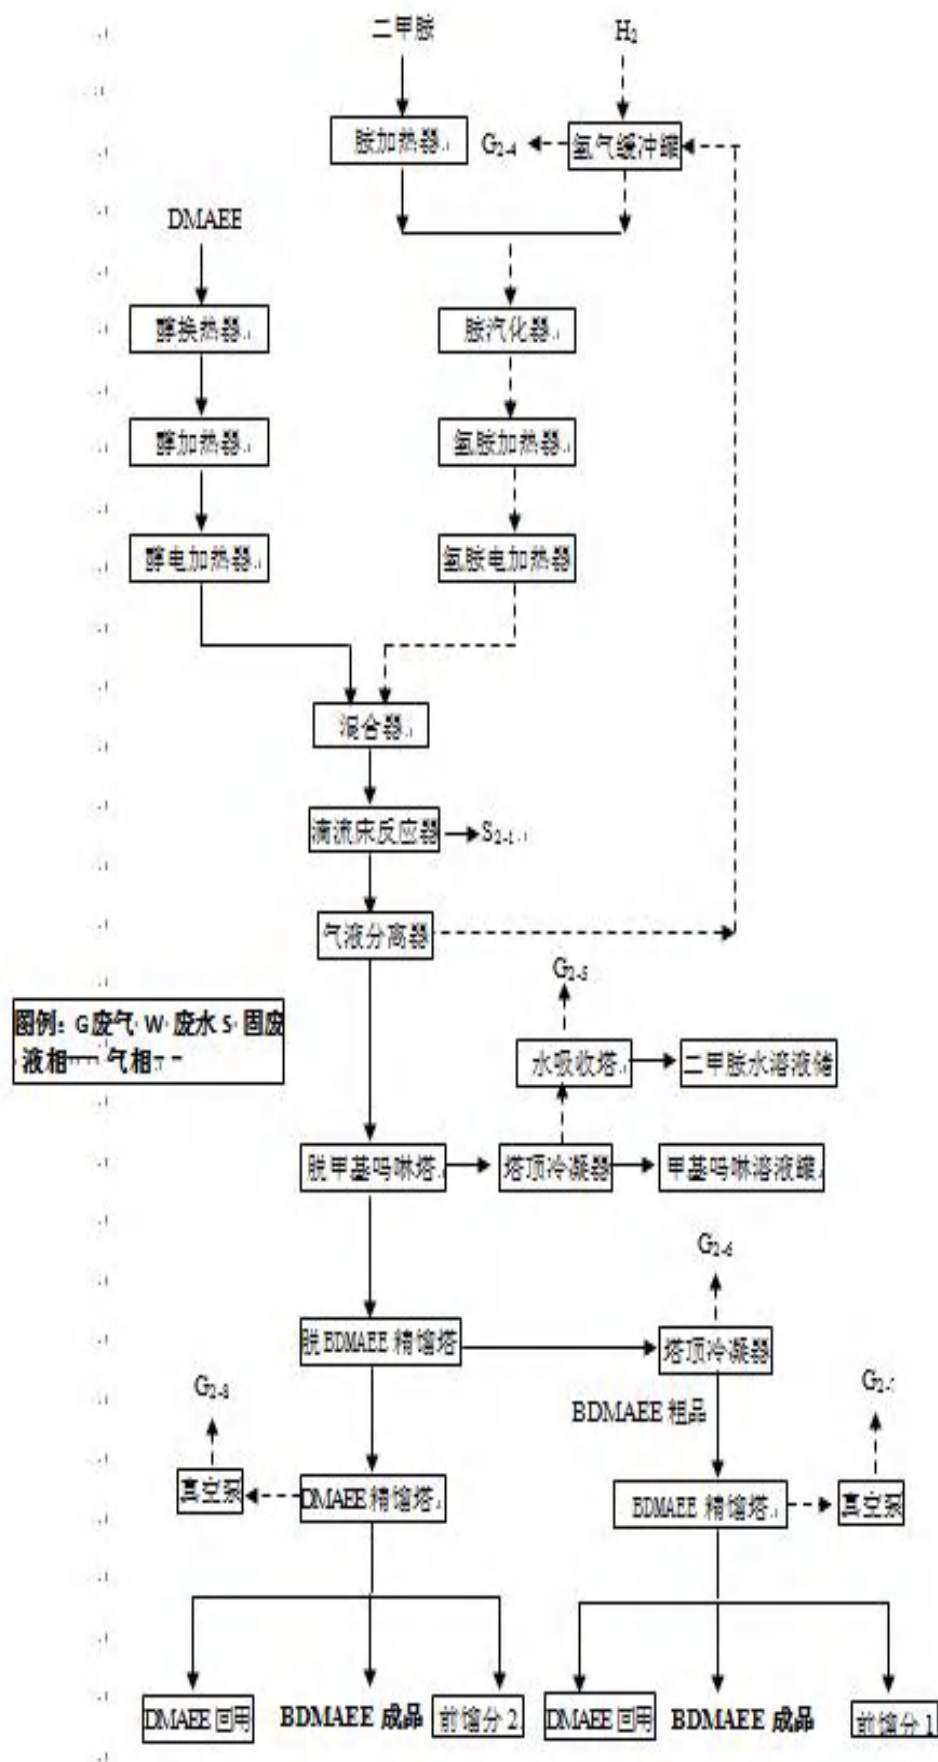 二甲胺
H2
胺加热器
G2-4
氢气缓冲罐
DMAEE
醇换热器
胺汽化器
醇加热器
氢胺加热器
醇电加热器
氢胺电加热器
混合器
滴流床反应器
S2-1
气液分离器
G2-5
图例：G废气 W 废水 S 固废
液相 气相
水吸收塔
二甲胺水溶液储
脱甲基吗啉塔
塔顶冷凝器
甲基吗啉溶液罐
G2-6
脱BDMAEE 精馏塔
塔顶冷凝器
G2-8
BDMAEE 粗品
真空泵
DMAEE 精馏塔
BDMAEE 精馏塔
真空泵
DMAEE 回用
BDMAEE 成品
前馏分2
DMAEE 回用
BDMAEE 成品
前馏分1